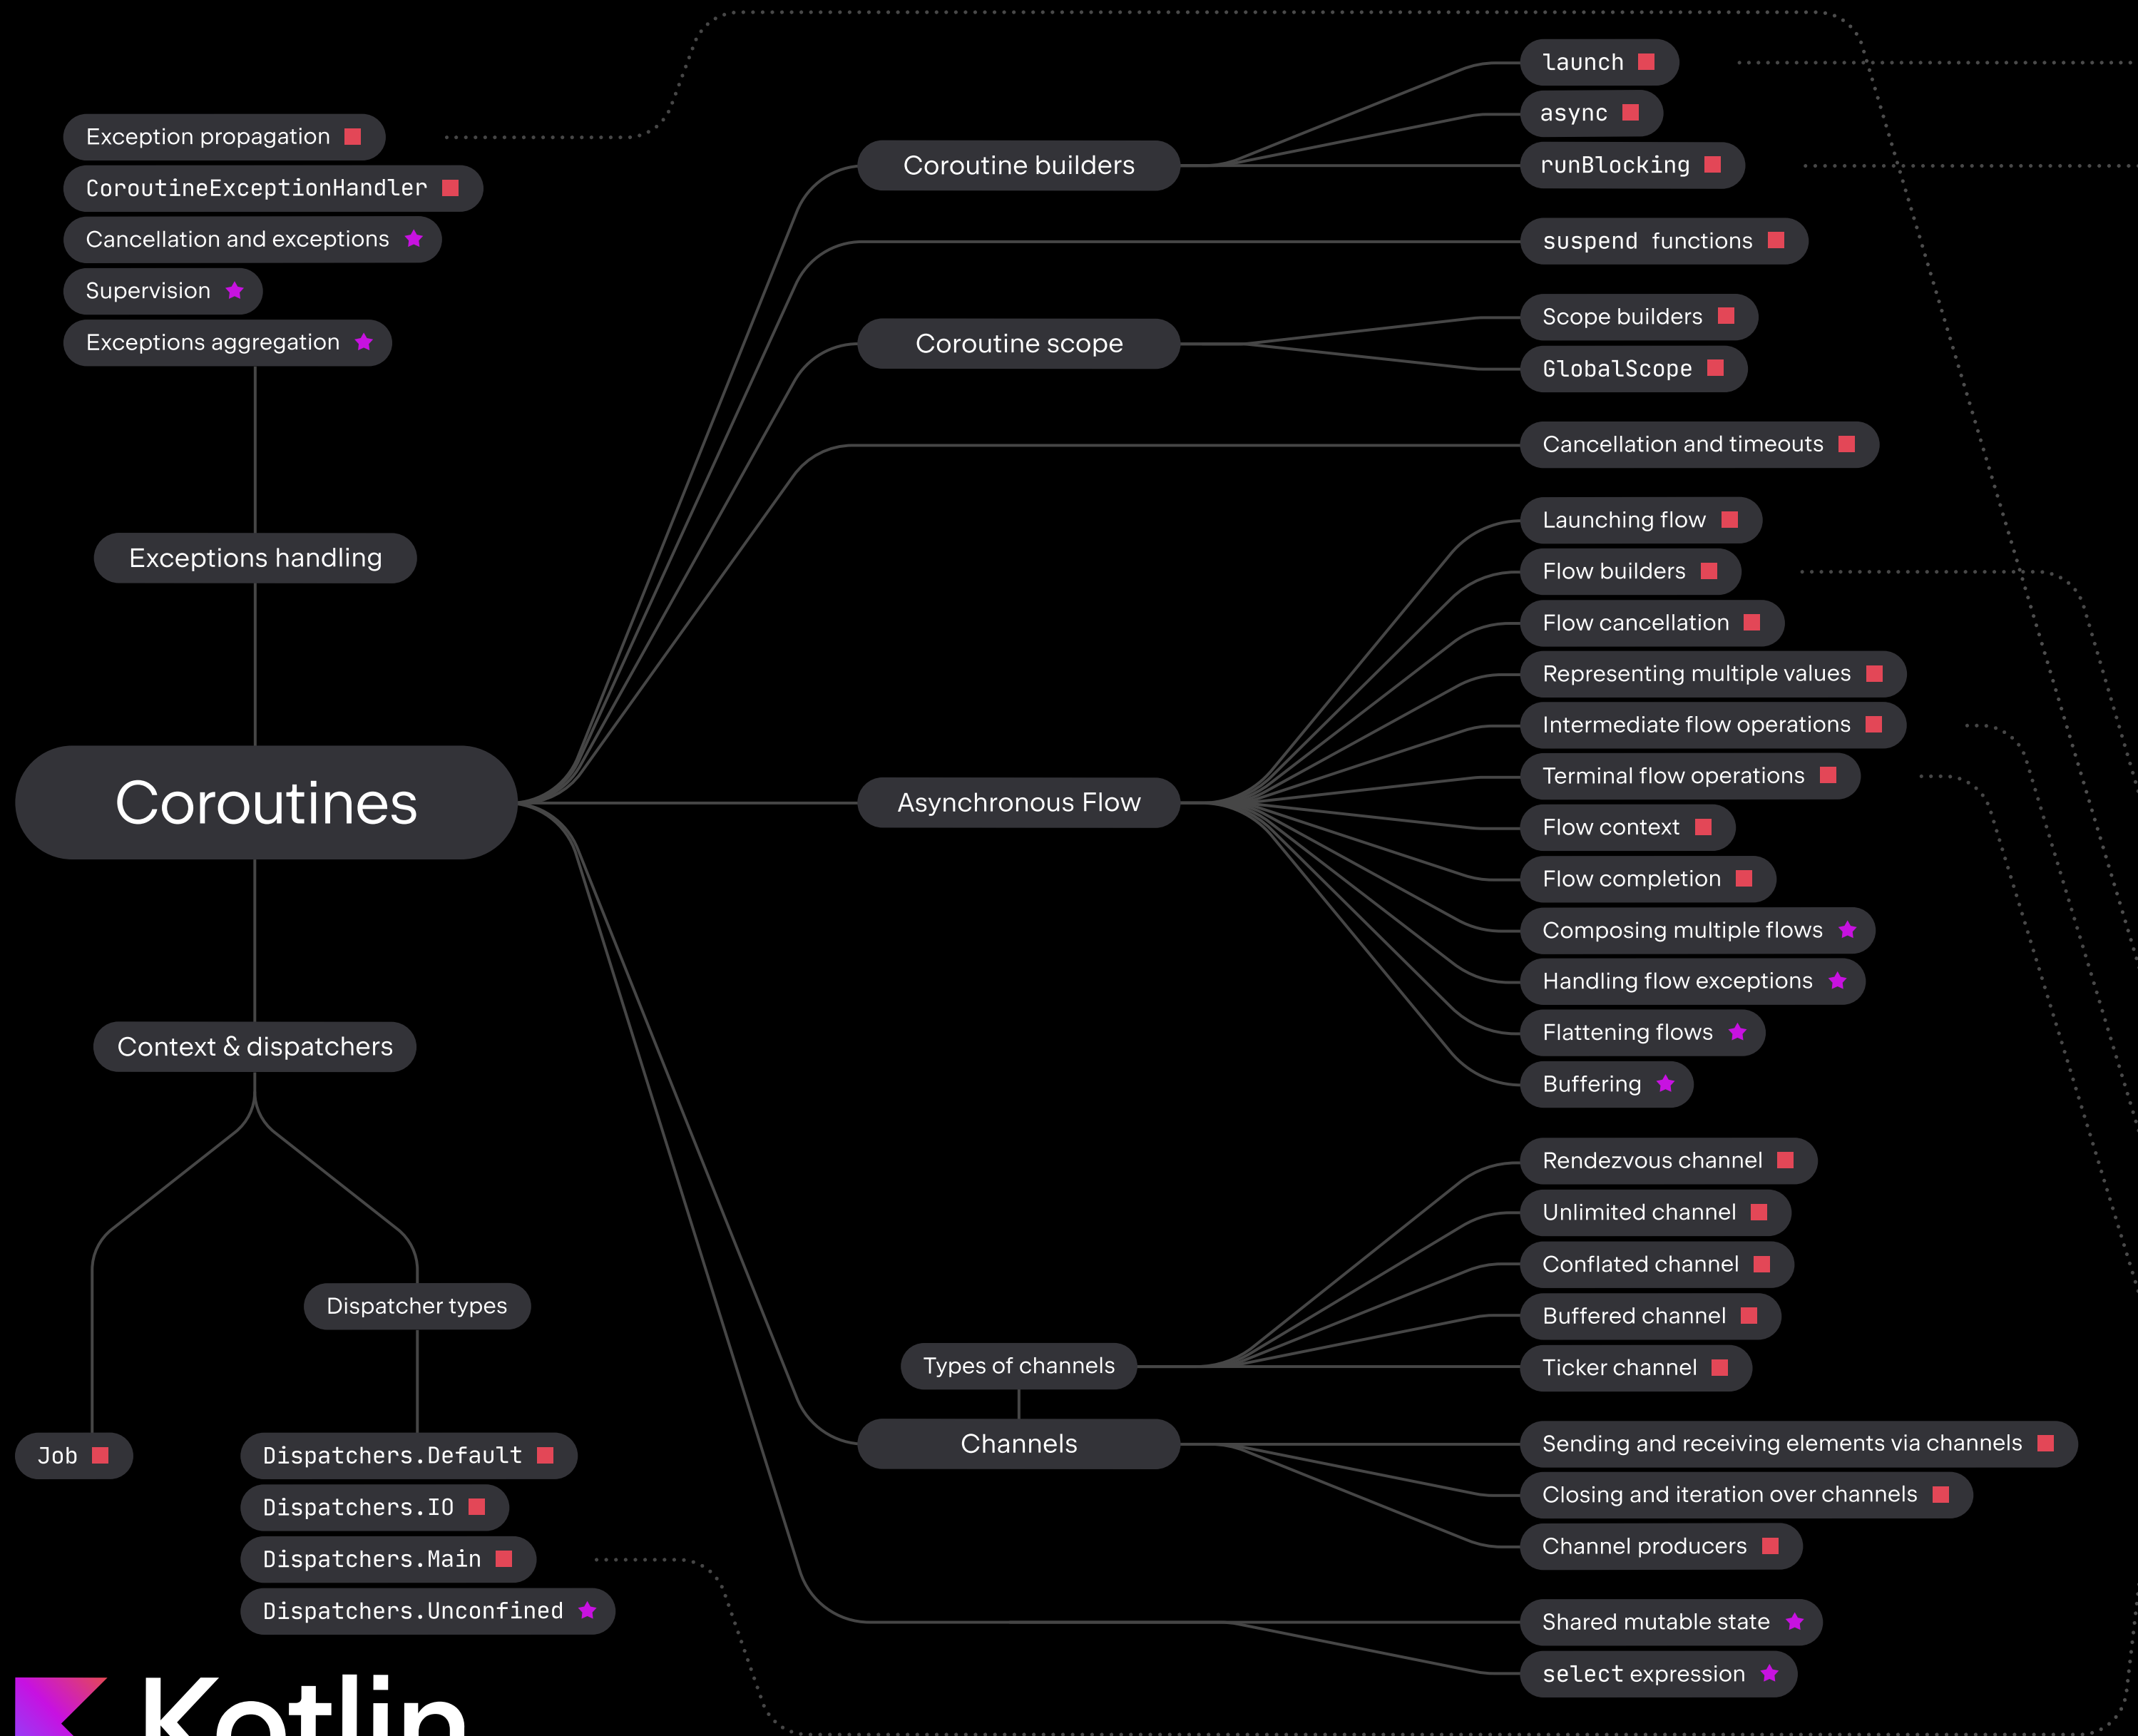 Exception propagation
CoroutineExceptionHandler
Cancellation and exceptions
Supervision
Exceptions aggregation
Exceptions handling
Coroutines
Context & dispatchers
Dispatcher types
Job
Dispatchers.Default
Dispatchers.IO
Dispatchers.Main
Dispatchers.Unconfined
Kotlin
Coroutine builders
launch
async
runBlocking
suspend functions
Coroutine scope
Scope builders
GlobalScope
Cancellation and timeouts
Asynchronous Flow
Launching flow
Flow builders
Flow cancellation
Representing multiple values
Intermediate flow operations
Terminal flow operations
Flow context
Flow completion
Composing multiple flows
Handling flow exceptions
Flattening flows
Buffering
Types of channels
Rendezvous channel
Unlimited channel
Conflated channel
Buffered channel
Ticker channel
Channels
Sending and receiving elements via channels
Closing and iteration over channels
Channel producers
Shared mutable state
select expression